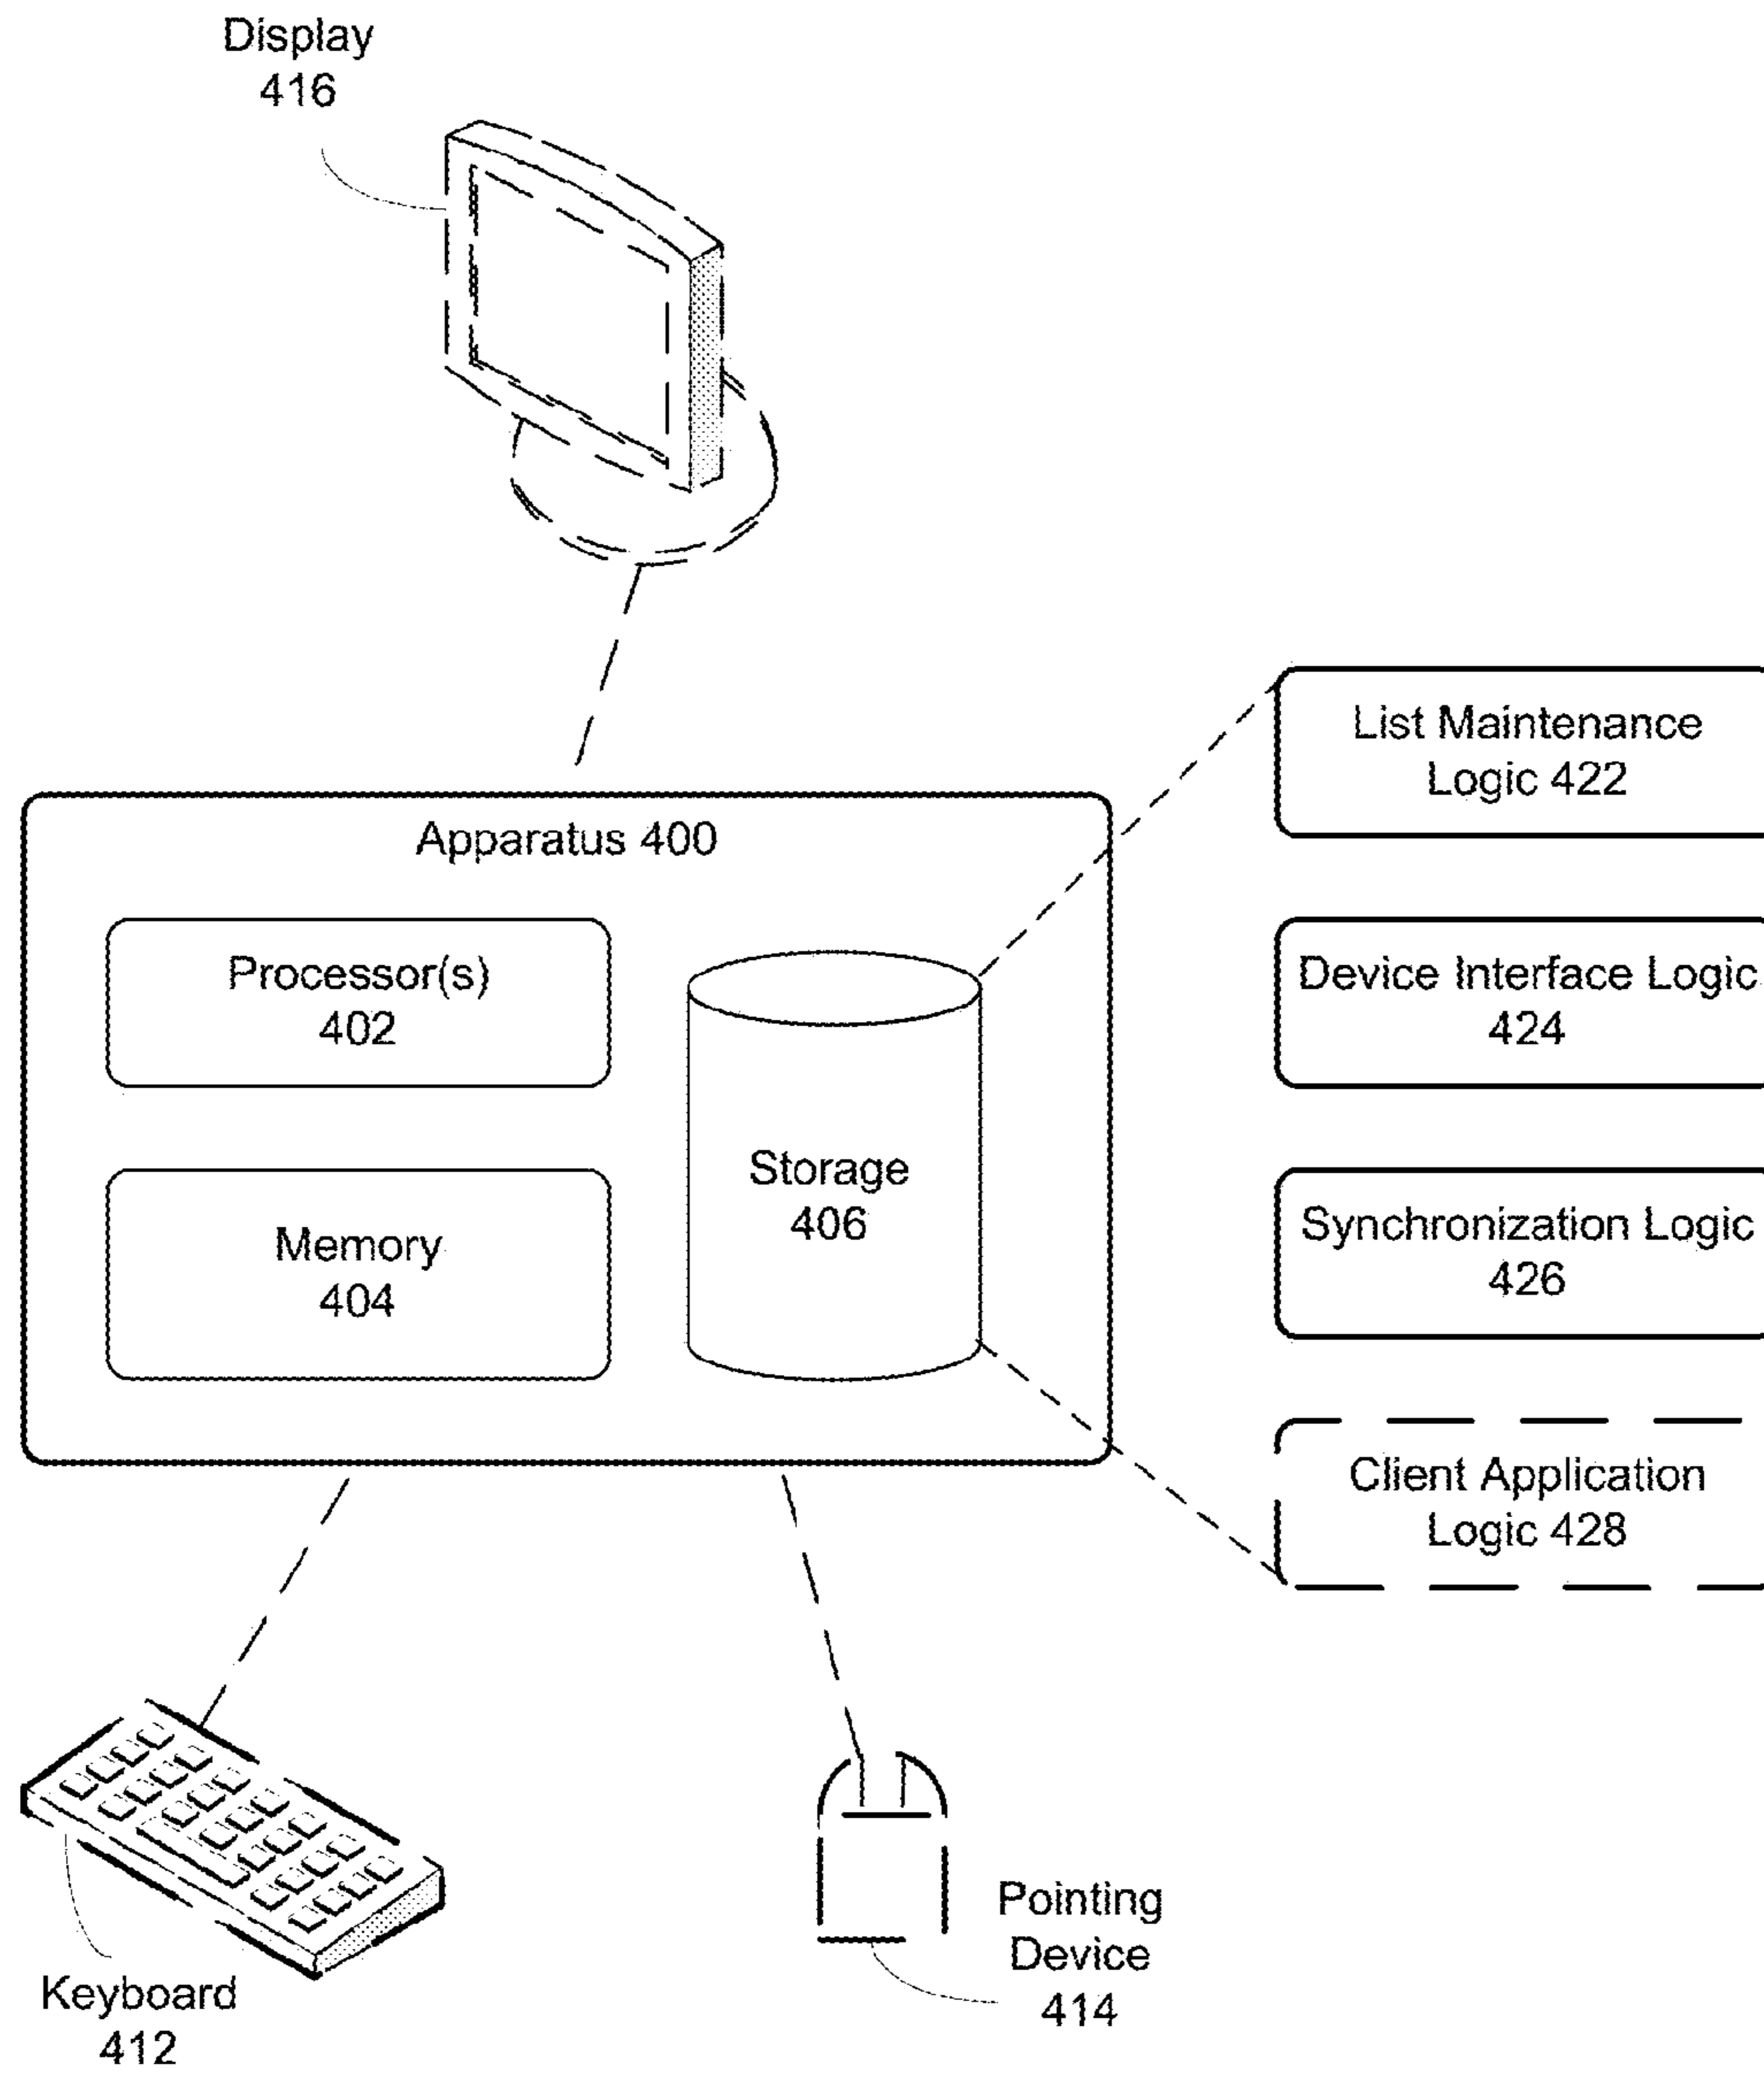 Display
416
List Maintenance
Logic 422
Apparatus 400
Processor(s)
402
Device Interface Logic
424
Storage
406
Memory
404
Synchronization Logic
426
Client Application
Logic 428
Pointing
Device
414
Keyboard
412